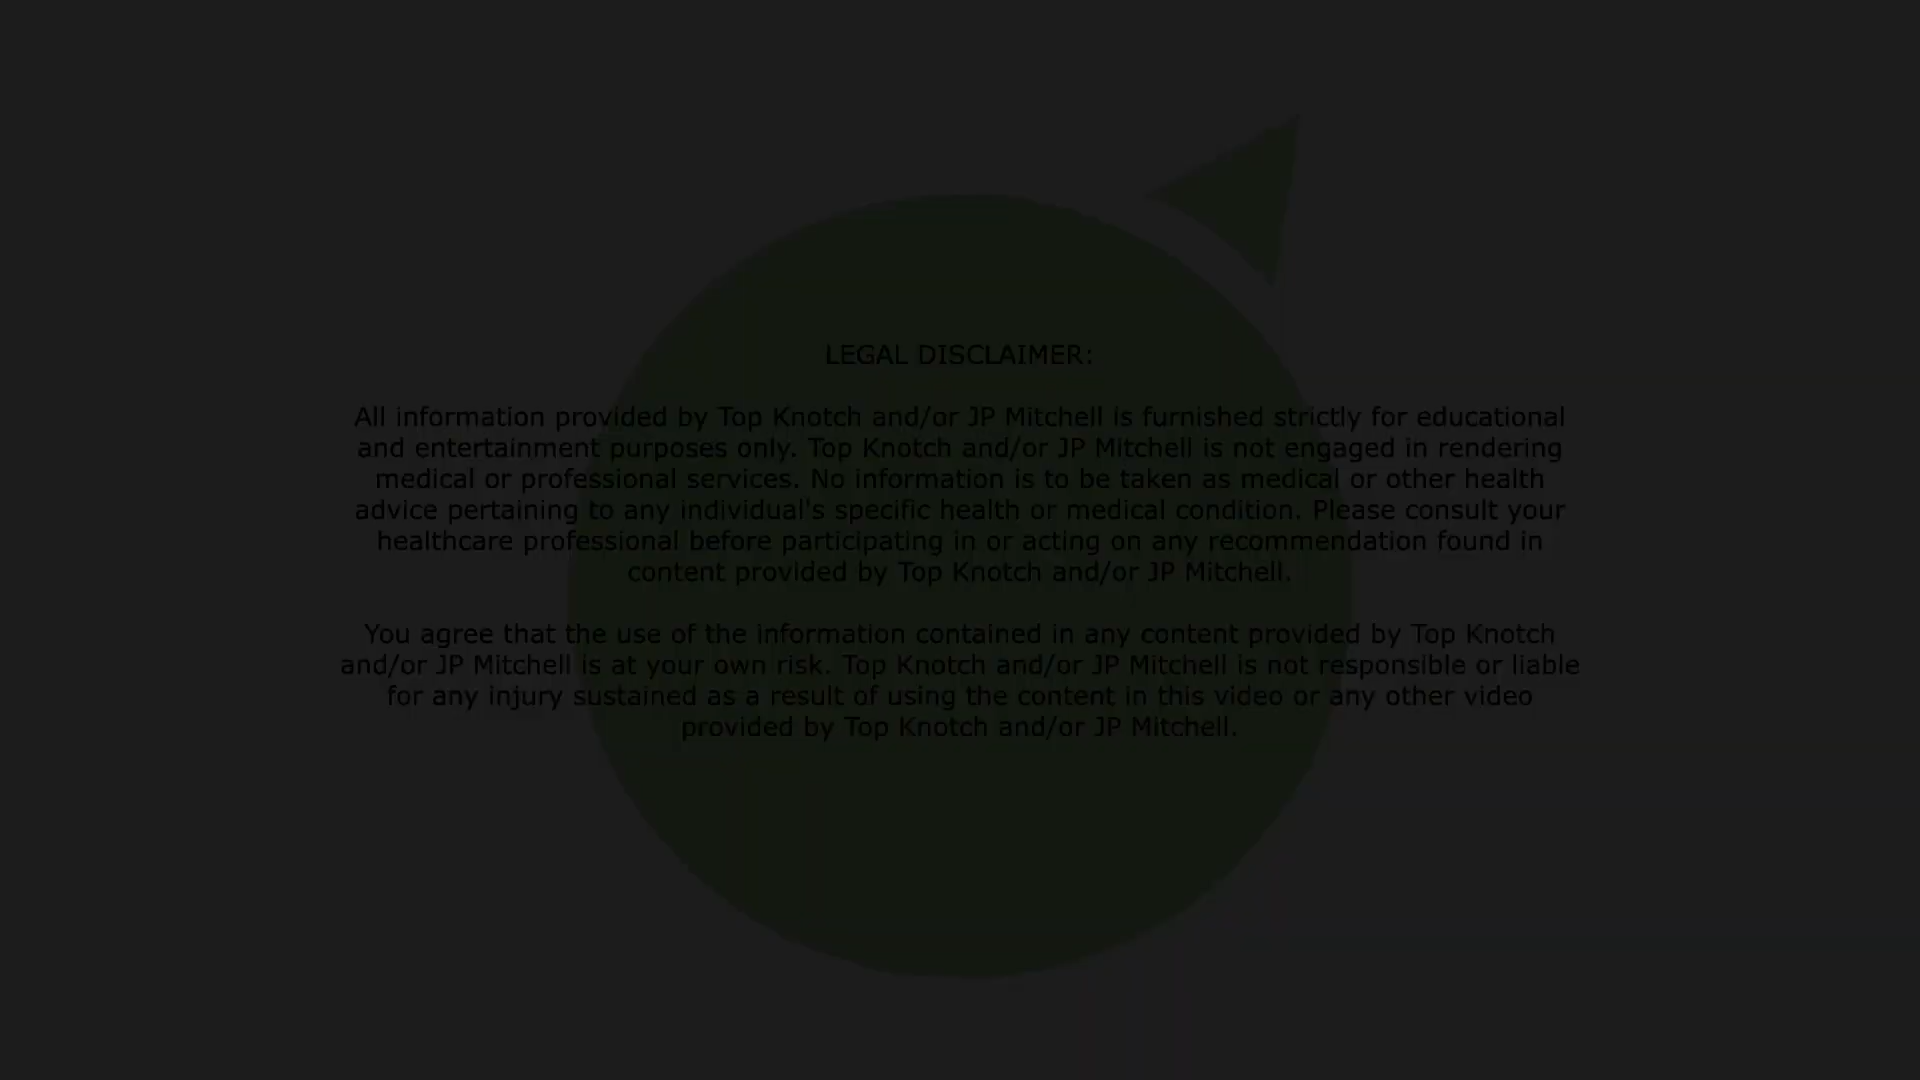 LEGAL DISCLAIMER:
All information provided by Top Knotch and/or JP Mitchell is furnished strictly for educational
and entertainment purposes only. Top Knotch and/or JP Mitchell is not engaged in rendering
medical or professional services. No information is to be taken as medical or other health
advice pertaining to any individual's specific health or medical condition. Please consult your
healthcare professional before participating in or acting on any recommendation found in
content provided by Top Knotch and/or JP Mitchell.
You agree that the use of the information contained in any content provided by Top Knotch
and/or JP Mitchell is at your own risk. Top Knotch and/or JP Mitchell is not responsible or liable
for any injury sustained as a result of using the content in this video or any other video
provided by Top Knotch and/or JP Mitchell.